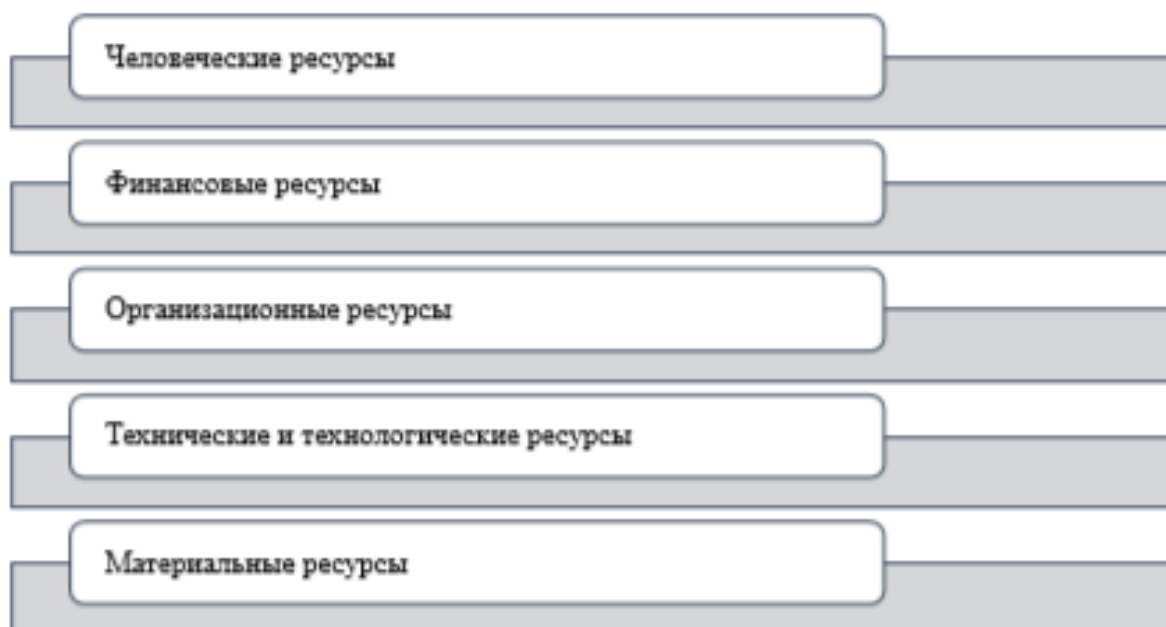 Человеческие ресурсы
Финансовые ресурсы
Организационные ресурсы
Технические и технологические ресурсы
Материальные ресурсы